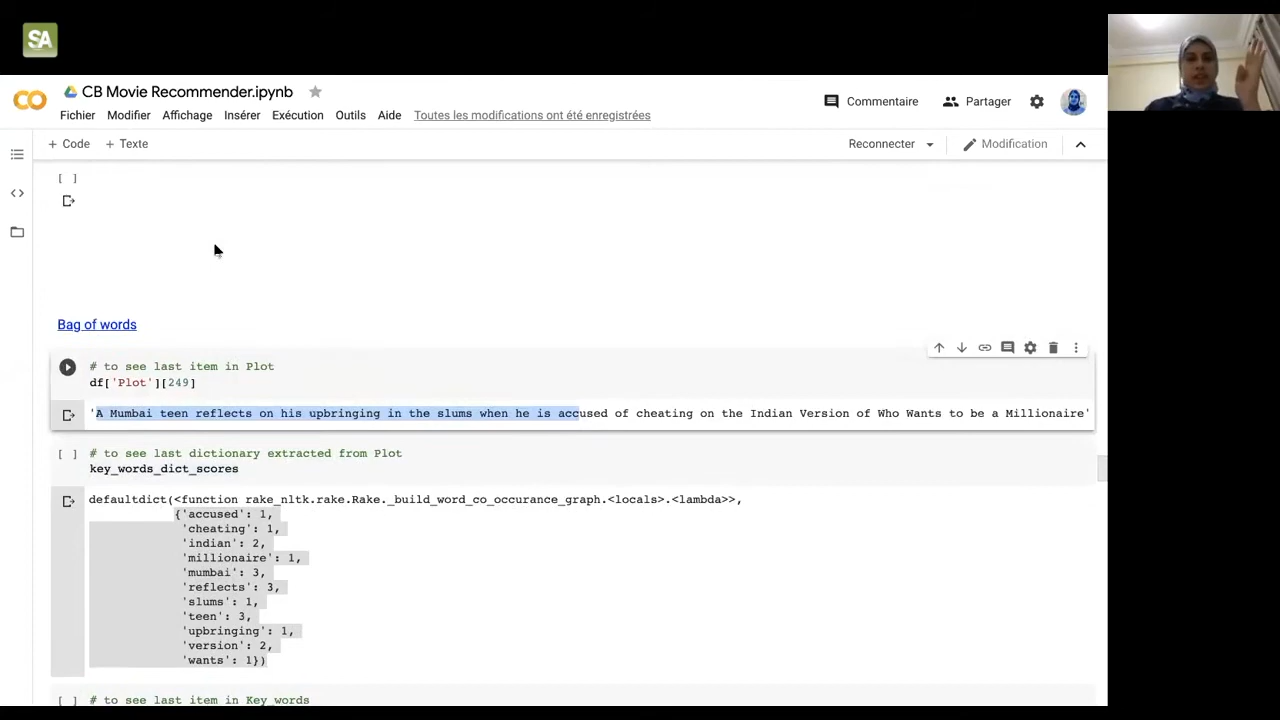 SA
CB Movie Recommender.ipynb
Commentaire
Partager
Fichier Modifier Affichage Insérer Exécution Outils Aide Toutes les modifications ont été enregistrées
+ Code + Texte
Reconnecter
Modification
[ ]
Bag of words
# to see last item in Plot
df['Plot'][249]
'A Mumbai teen reflects on his upbringing in the slums when he is accused of cheating on the Indian Version of Who Wants to be a Millionaire'
[ ] # to see last dictionary extracted from Plot
key_words_dict_scores
defaultdict(<function rake_nltk.rake.Rake._build_word_co_occurance_graph.<locals>.<lambda>>,
{'accused': 1,
'cheating': 1,
'indian': 2,
'millionaire': 1,
'mumbai': 3,
'reflects': 3,
'slums': 1,
'teen': 3,
'upbringing': 1,
'version': 2,
'wants': 1})
[ ] # to see last item in Key_words